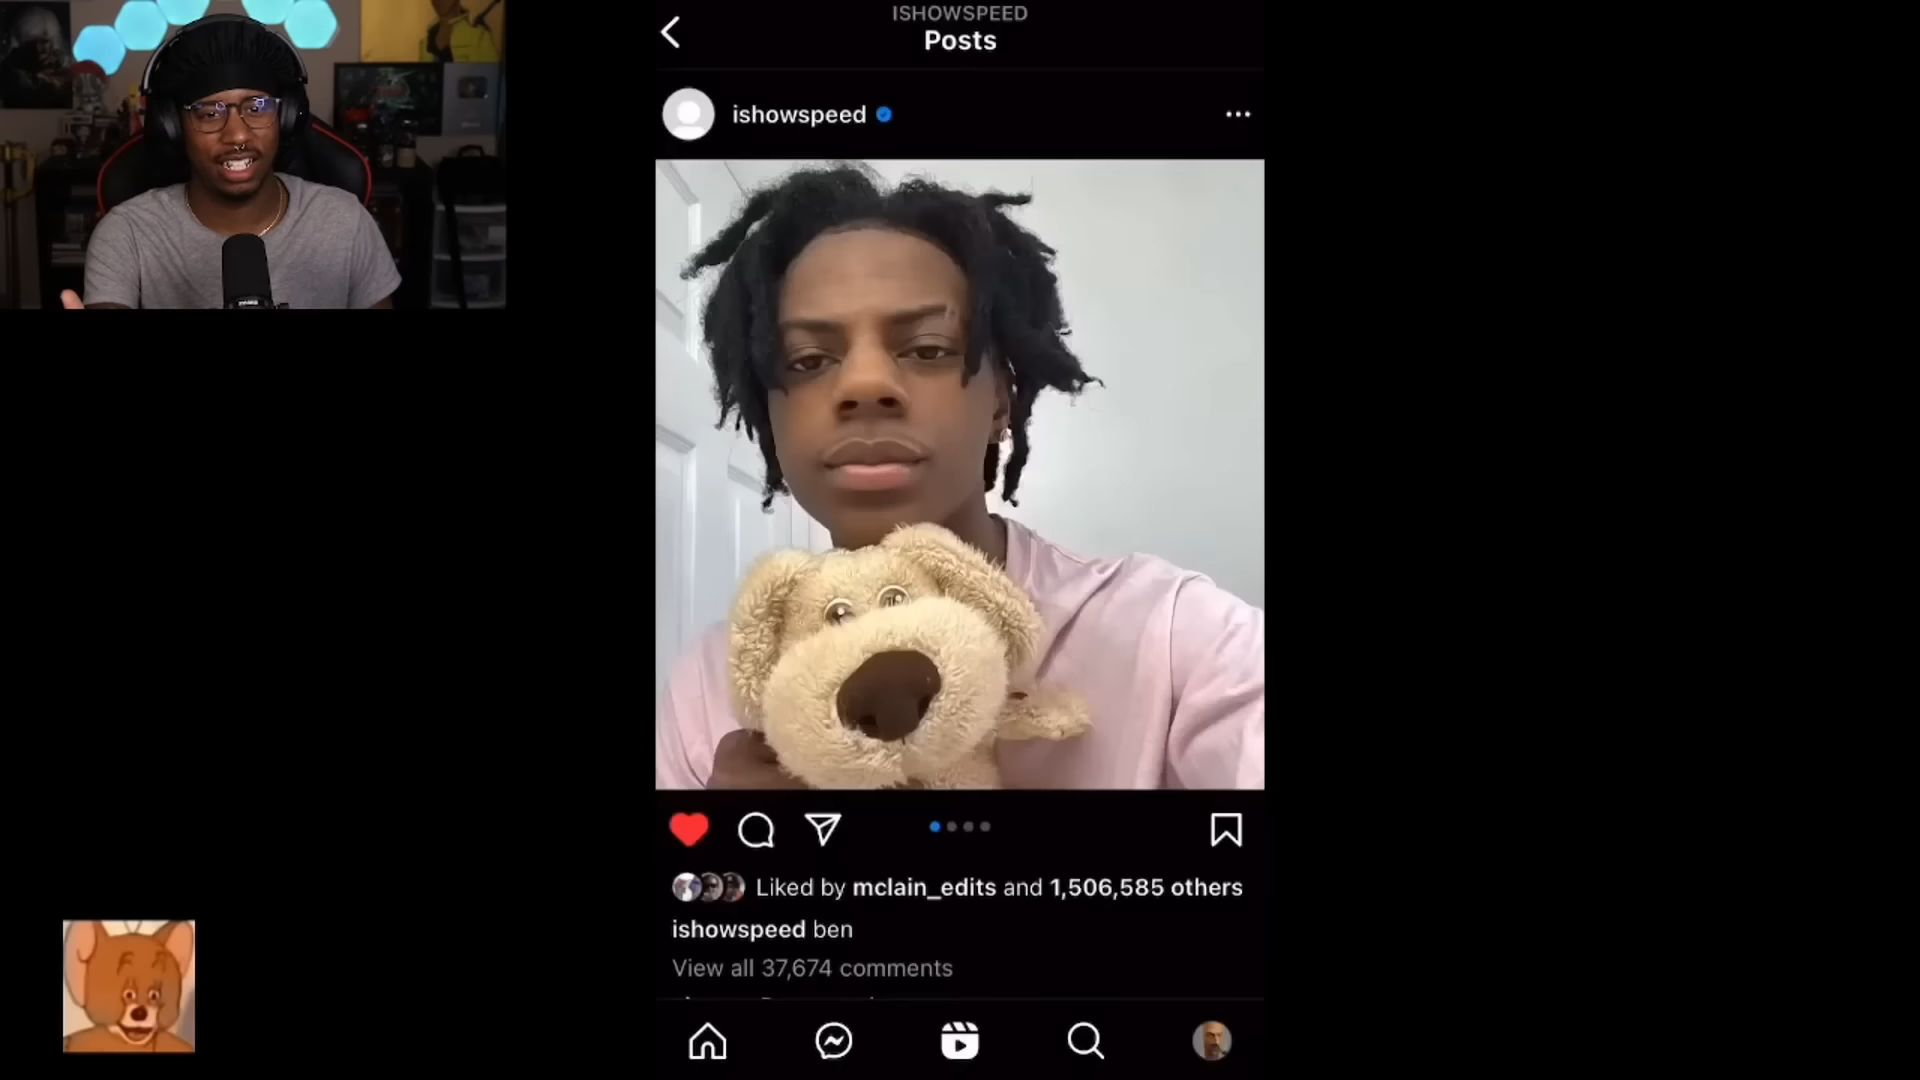 ISHOWSPEED
Posts
ishowspeed
Liked by mclain_edits and 1,506,585 others
ishowspeed ben
View all 37,674 comments